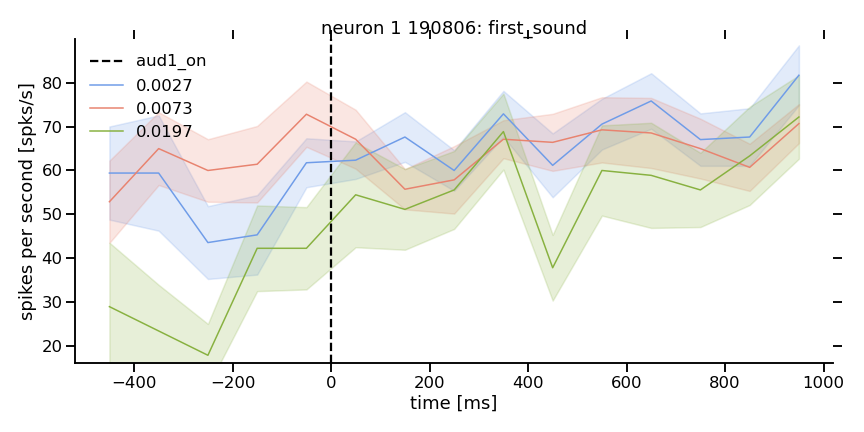 neuron 1 190806: first_sound
aud1_on
0.0027
0.0073
0.0197
spikes per second [spks/s]
80
70
60
50
40
30
20
−400 −200 0 200 400 600 800 1000
time [ms]